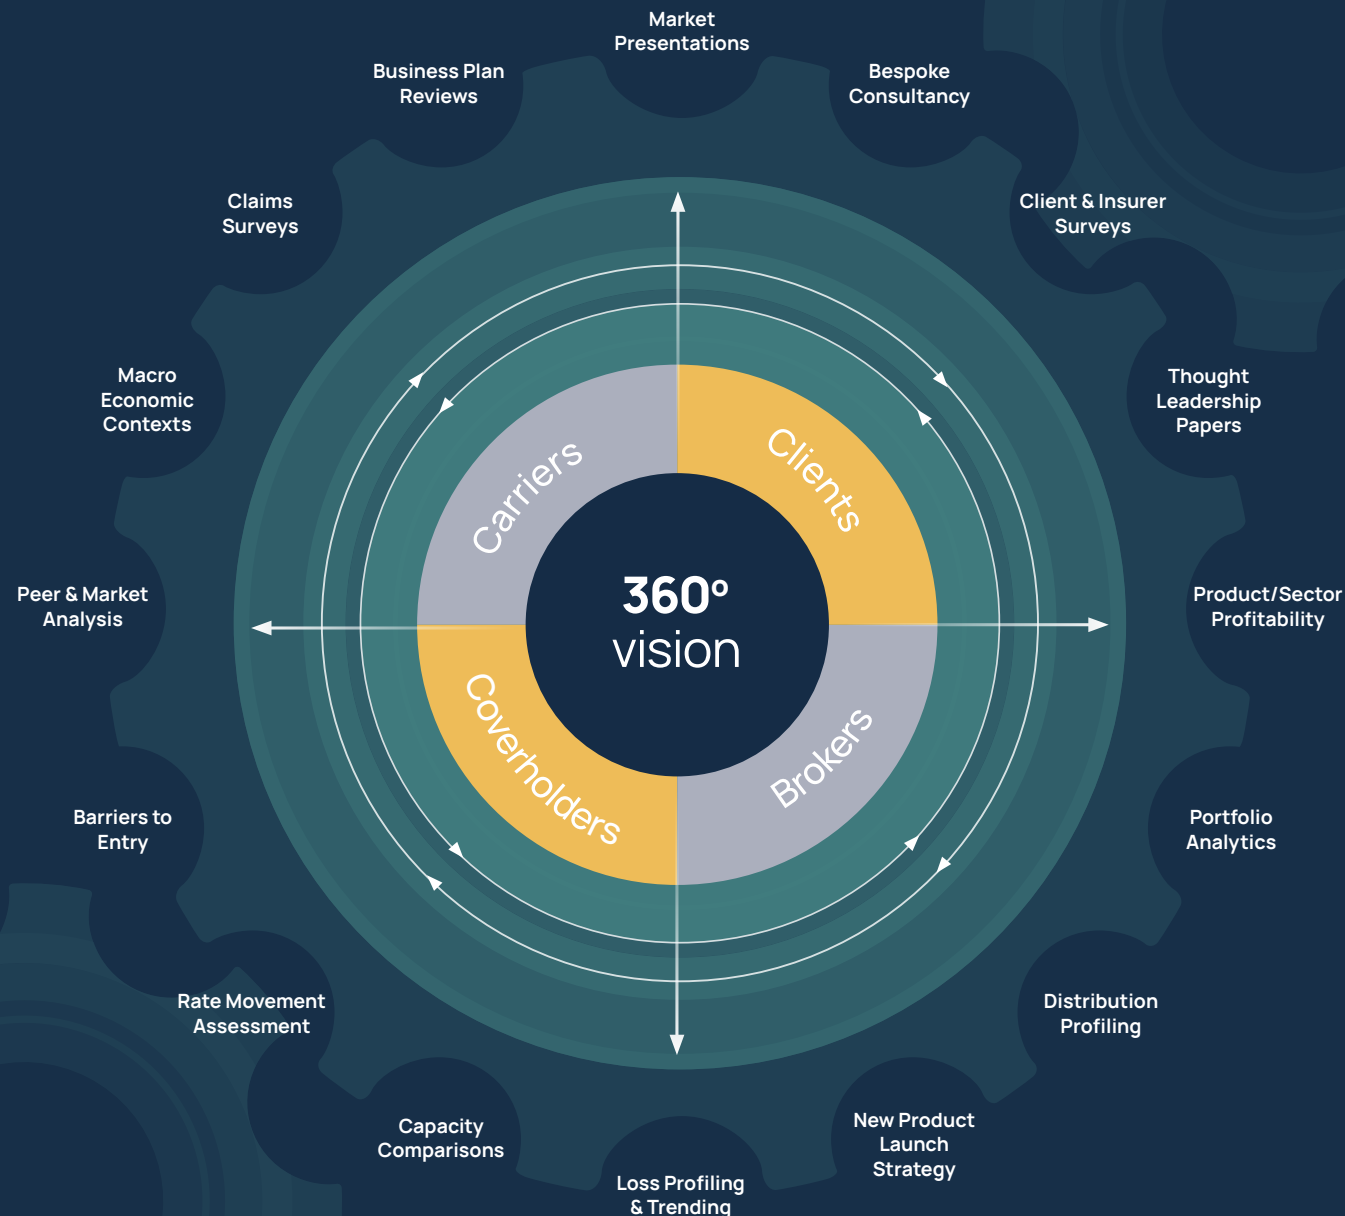 Market
Presentations
Bespoke
Consultancy
Client & Insurer
Surveys
Thought
Leadership
Papers
Product/Sector
Profitability
Portfolio
Analytics
Distribution
Profiling
New Product
Launch
Strategy
Loss Profiling
& Trending
Capacity
Comparisons
Rate Movement
Assessment
Barriers to
Entry
Peer & Market
Analysis
Macro
Economic
Contexts
Claims
Surveys
Business Plan
Reviews
Carriers
Clients
Brokers
Coverholders
360º
vision